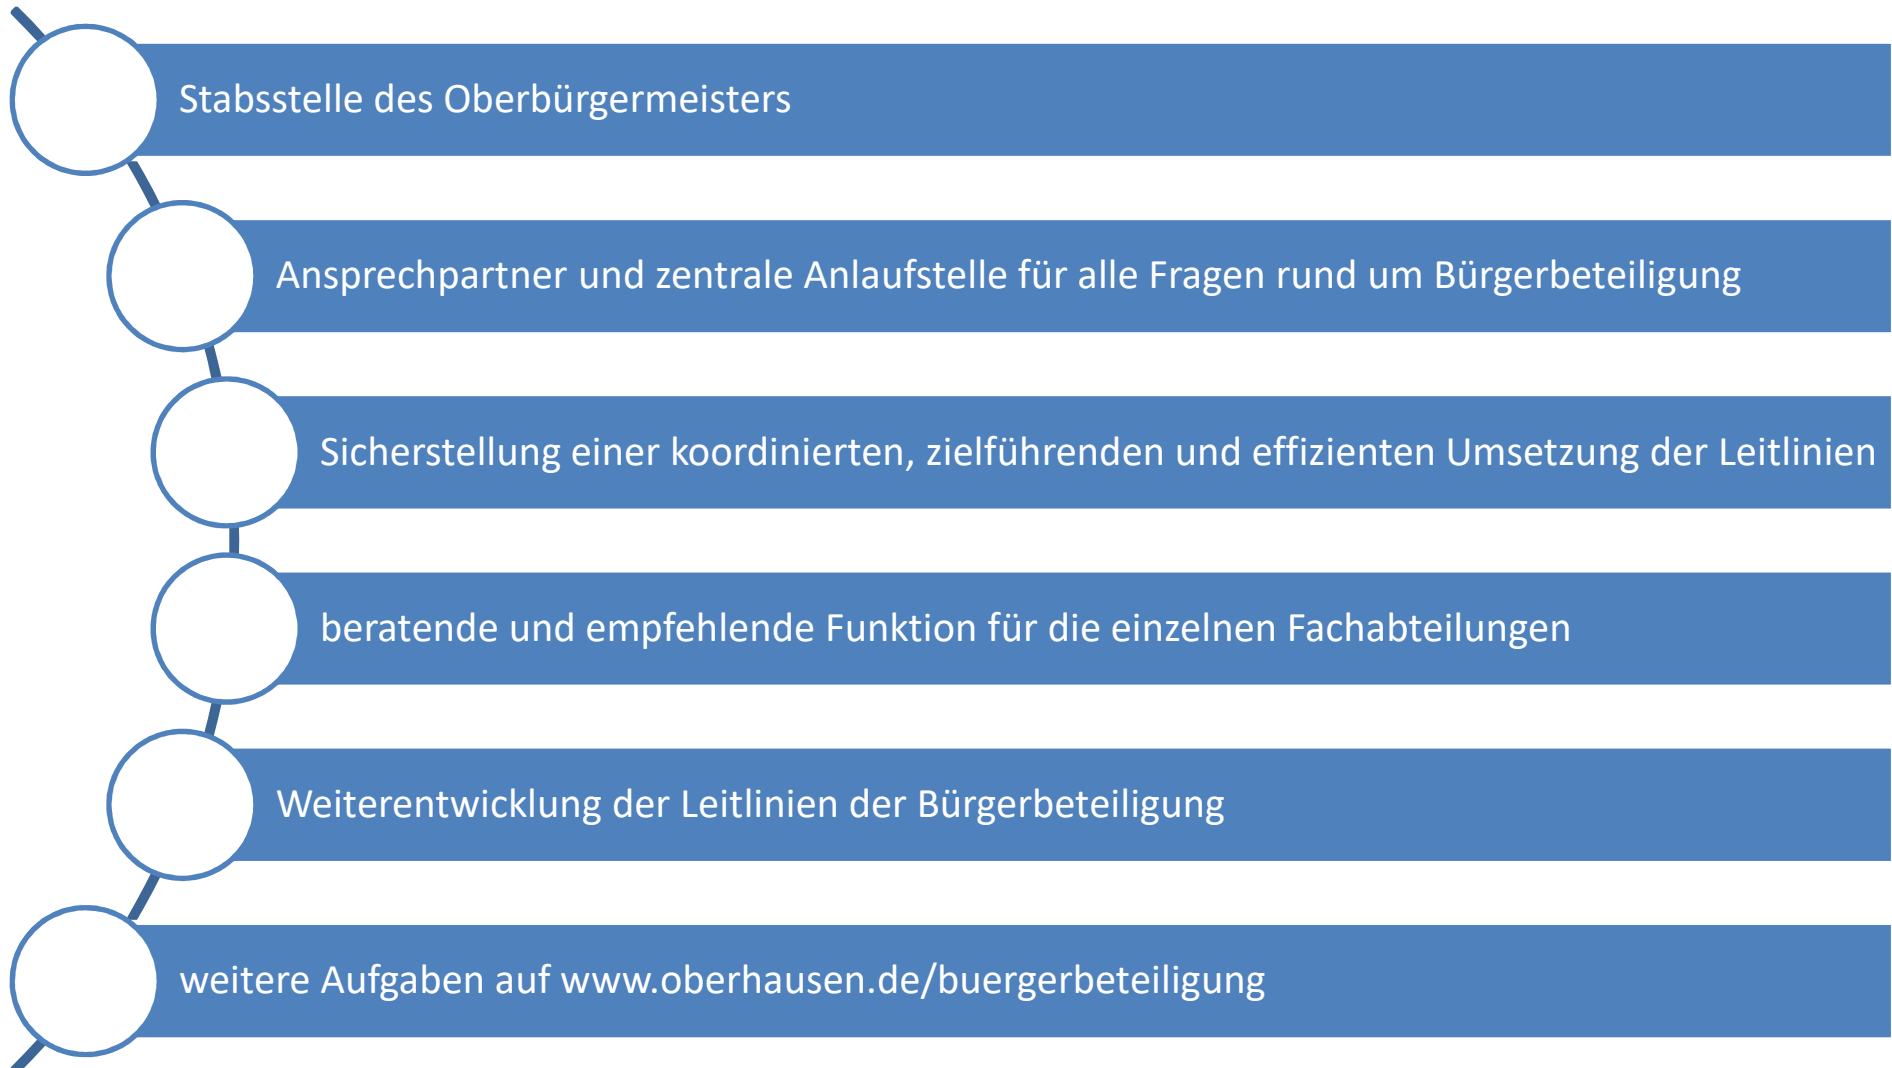 Stabsstelle des Oberbürgermeisters
Ansprechpartner und zentrale Anlaufstelle für alle Fragen rund um Bürgerbeteiligung
Sicherstellung einer koordinierten, zielführenden und effizienten Umsetzung der Leitlinien
beratende und empfehlende Funktion für die einzelnen Fachabteilungen
Weiterentwicklung der Leitlinien der Bürgerbeteiligung
weitere Aufgaben auf www.oberhausen.de/buergerbeteiligung